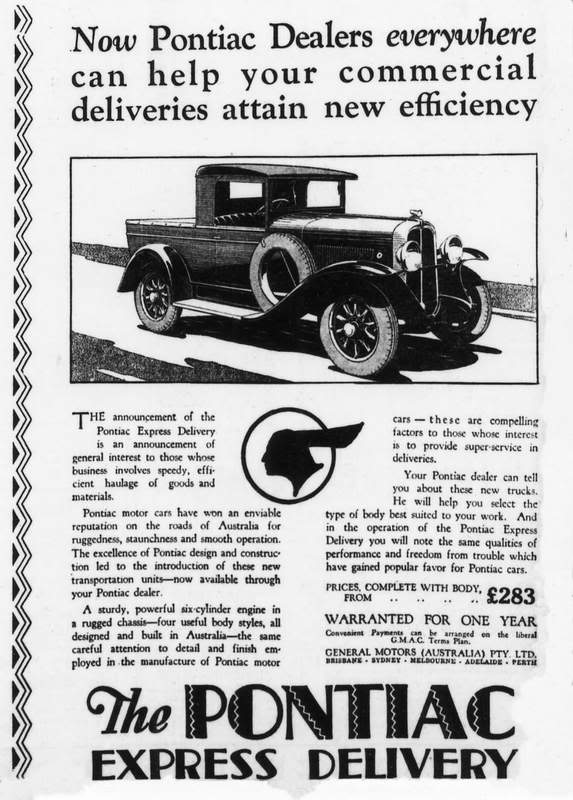 Now Pontiac Dealers everywhere
can help your commercial
deliveries attain new efficiency
THE announcement of the
Pontiac Express Delivery
is an announcement of
general interest to those whose
business involves speedy, effi-
cient haulage of goods and
materials.
Pontiac motor cars have won an enviable
reputation on the roads of Australia for
ruggedness, staunchness and smooth operation.
The excellence of Pontiac design and construc-
tion led to the introduction of these new
transportation units—now available through
your Pontiac dealer.
A sturdy, powerful six-cylinder engine in
a rugged chassis—four useful body styles, all
designed and built in Australia—the same
careful attention to detail and finish em-
ployed in the manufacture of Pontiac motor
cars — these are compelling
factors to those whose interest
is to provide super-service in
deliveries.
Your Pontiac dealer can tell
you about these new trucks.
He will help you select the
type of body best suited to your work. And
in the operation of the Pontiac Express
Delivery you will note the same qualities of
performance and freedom from trouble which
have gained popular favor for Pontiac cars.
PRICES, COMPLETE WITH BODY,
FROM .. .. .. .. £283
WARRANTED FOR ONE YEAR
Convenient Payments can be arranged on the liberal
G.M.A.C. Terms Plan.
GENERAL MOTORS (AUSTRALIA) PTY. LTD.
BRISBANE - SYDNEY - MELBOURNE - ADELAIDE - PERTH
The PONTIAC
EXPRESS DELIVERY